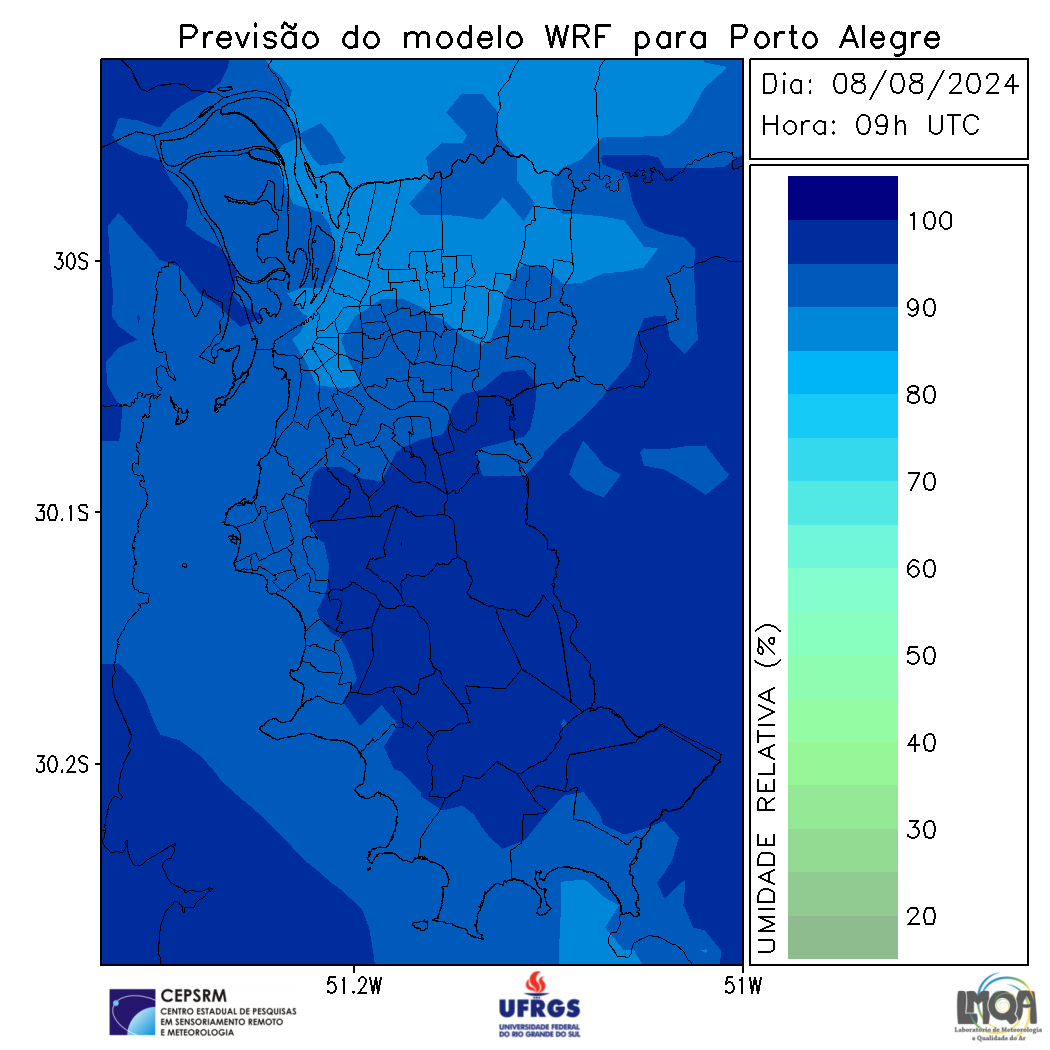 Previsão do modelo WRF para Porto Alegre
Dia: 08/08/2024
Hora: 09h UTC
100
90
80
70
60
50
40
30
20
UMIDADE RELATIVA (%)
30S
30.1S
30.2S
51.2W
51W
CEPSRM
CENTRO ESTADUAL DE PESQUISAS
EM SENSORIAMENTO REMOTO
E METEOROLOGIA
UFRGS
UNIVERSIDADE FEDERAL
DO RIO GRANDE DO SUL
LMQA
Laboratório de Meteorologia
e Qualidade do Ar